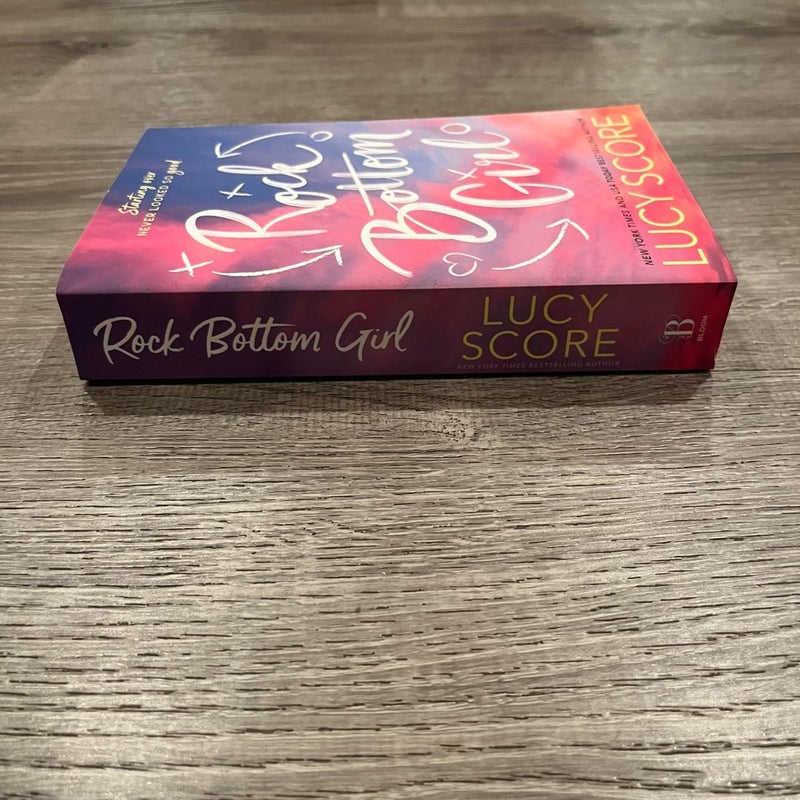 Starting over
NEVER LOOKED SO good
Rock
Bottom
Girl
NEW YORK TIMES AND USA TODAY BESTSELLING AUTHOR
LUCY SCORE
Rock Bottom Girl
LUCY
SCORE
NEW YORK TIMES BESTSELLING AUTHOR
B
BLOOM